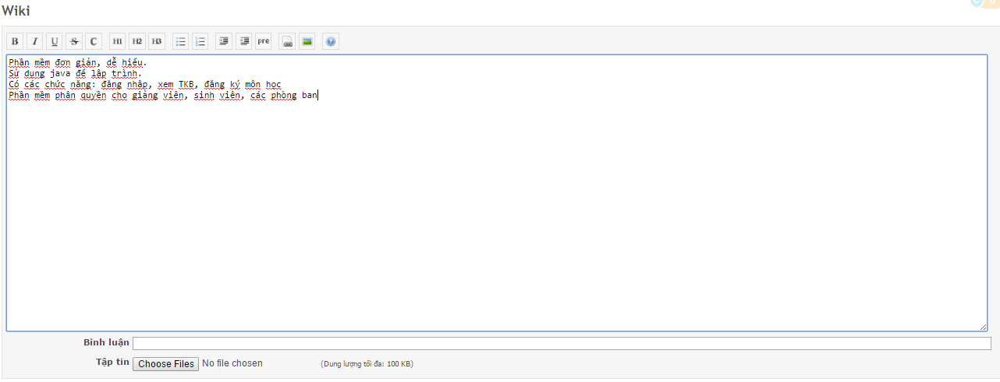 Wiki
B I U S C H1 H2 H3 pre
Phần mềm đơn giản, dễ hiểu.
Sử dụng java để lập trình.
Có các chức năng: đăng nhập, xem TKB, đăng ký môn học
Phần mềm phân quyền cho giảng viên, sinh viên, các phòng ban
Bình luận
Tập tin Choose Files No file chosen (Dung lượng tối đa: 100 KB)